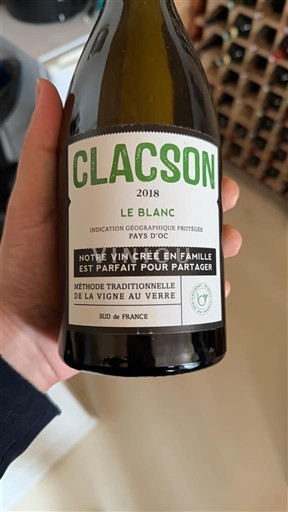 CLACSON
2018
LE BLANC
INDICATION GÉOGRAPHIQUE PROTÉGÉE
PAYS D'OC
NOTRE VIN CRÉÉ EN FAMILLE
EST PARFAIT POUR PARTAGER
MÉTHODE TRADITIONNELLE
DE LA VIGNE AU VERRE
SUD de FRANCE